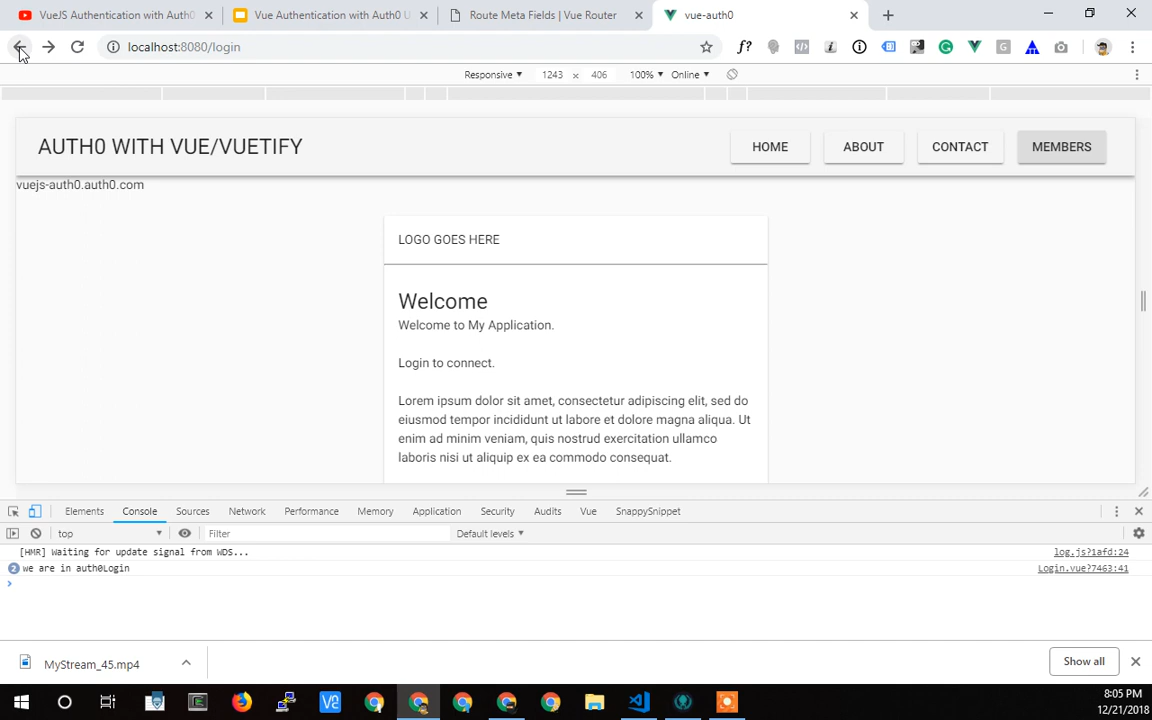 VueJS Authentication with Auth0
Vue Authentication with Auth0 U
Route Meta Fields | Vue Router
vue-auth0
localhost:8080/login
f?
Responsive
1243 x 406
100%
Online
AUTH0 WITH VUE/VUETIFY
HOME
ABOUT
CONTACT
MEMBERS
vuejs-auth0.auth0.com
LOGO GOES HERE
Welcome
Welcome to My Application.
Login to connect.
Lorem ipsum dolor sit amet, consectetur adipiscing elit, sed do
eiusmod tempor incididunt ut labore et dolore magna aliqua. Ut
enim ad minim veniam, quis nostrud exercitation ullamco
laboris nisi ut aliquip ex ea commodo consequat.
Elements
Console
Sources
Network
Performance
Memory
Application
Security
Vue
Audits
SnappySnippet
top
Filter
Default levels
[HMR] Waiting for update signal from WDS...
log.js?1afd:24
2 we are in auth0Login
Login.vue?7463:41
MyStream_45.mp4
Show all
8:05 PM
12/21/2018